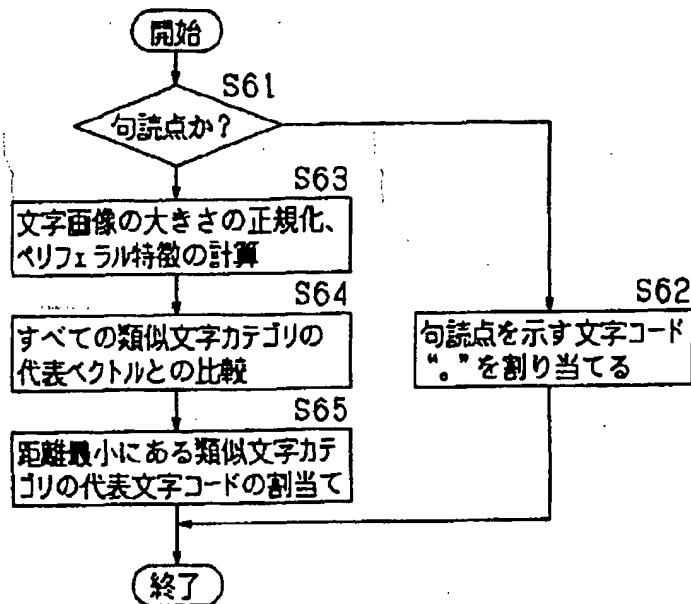 開始
S61
句読点か？
S63
文字画像の大きさの正規化、
ペリフェラル特徴の計算
S64
すべての類似文字カテゴリの
代表ベクトルとの比較
S62
句読点を示す文字コード
“。”を割り当てる
S65
距離最小にある類似文字カテ
ゴリの代表文字コードの割当て
終了